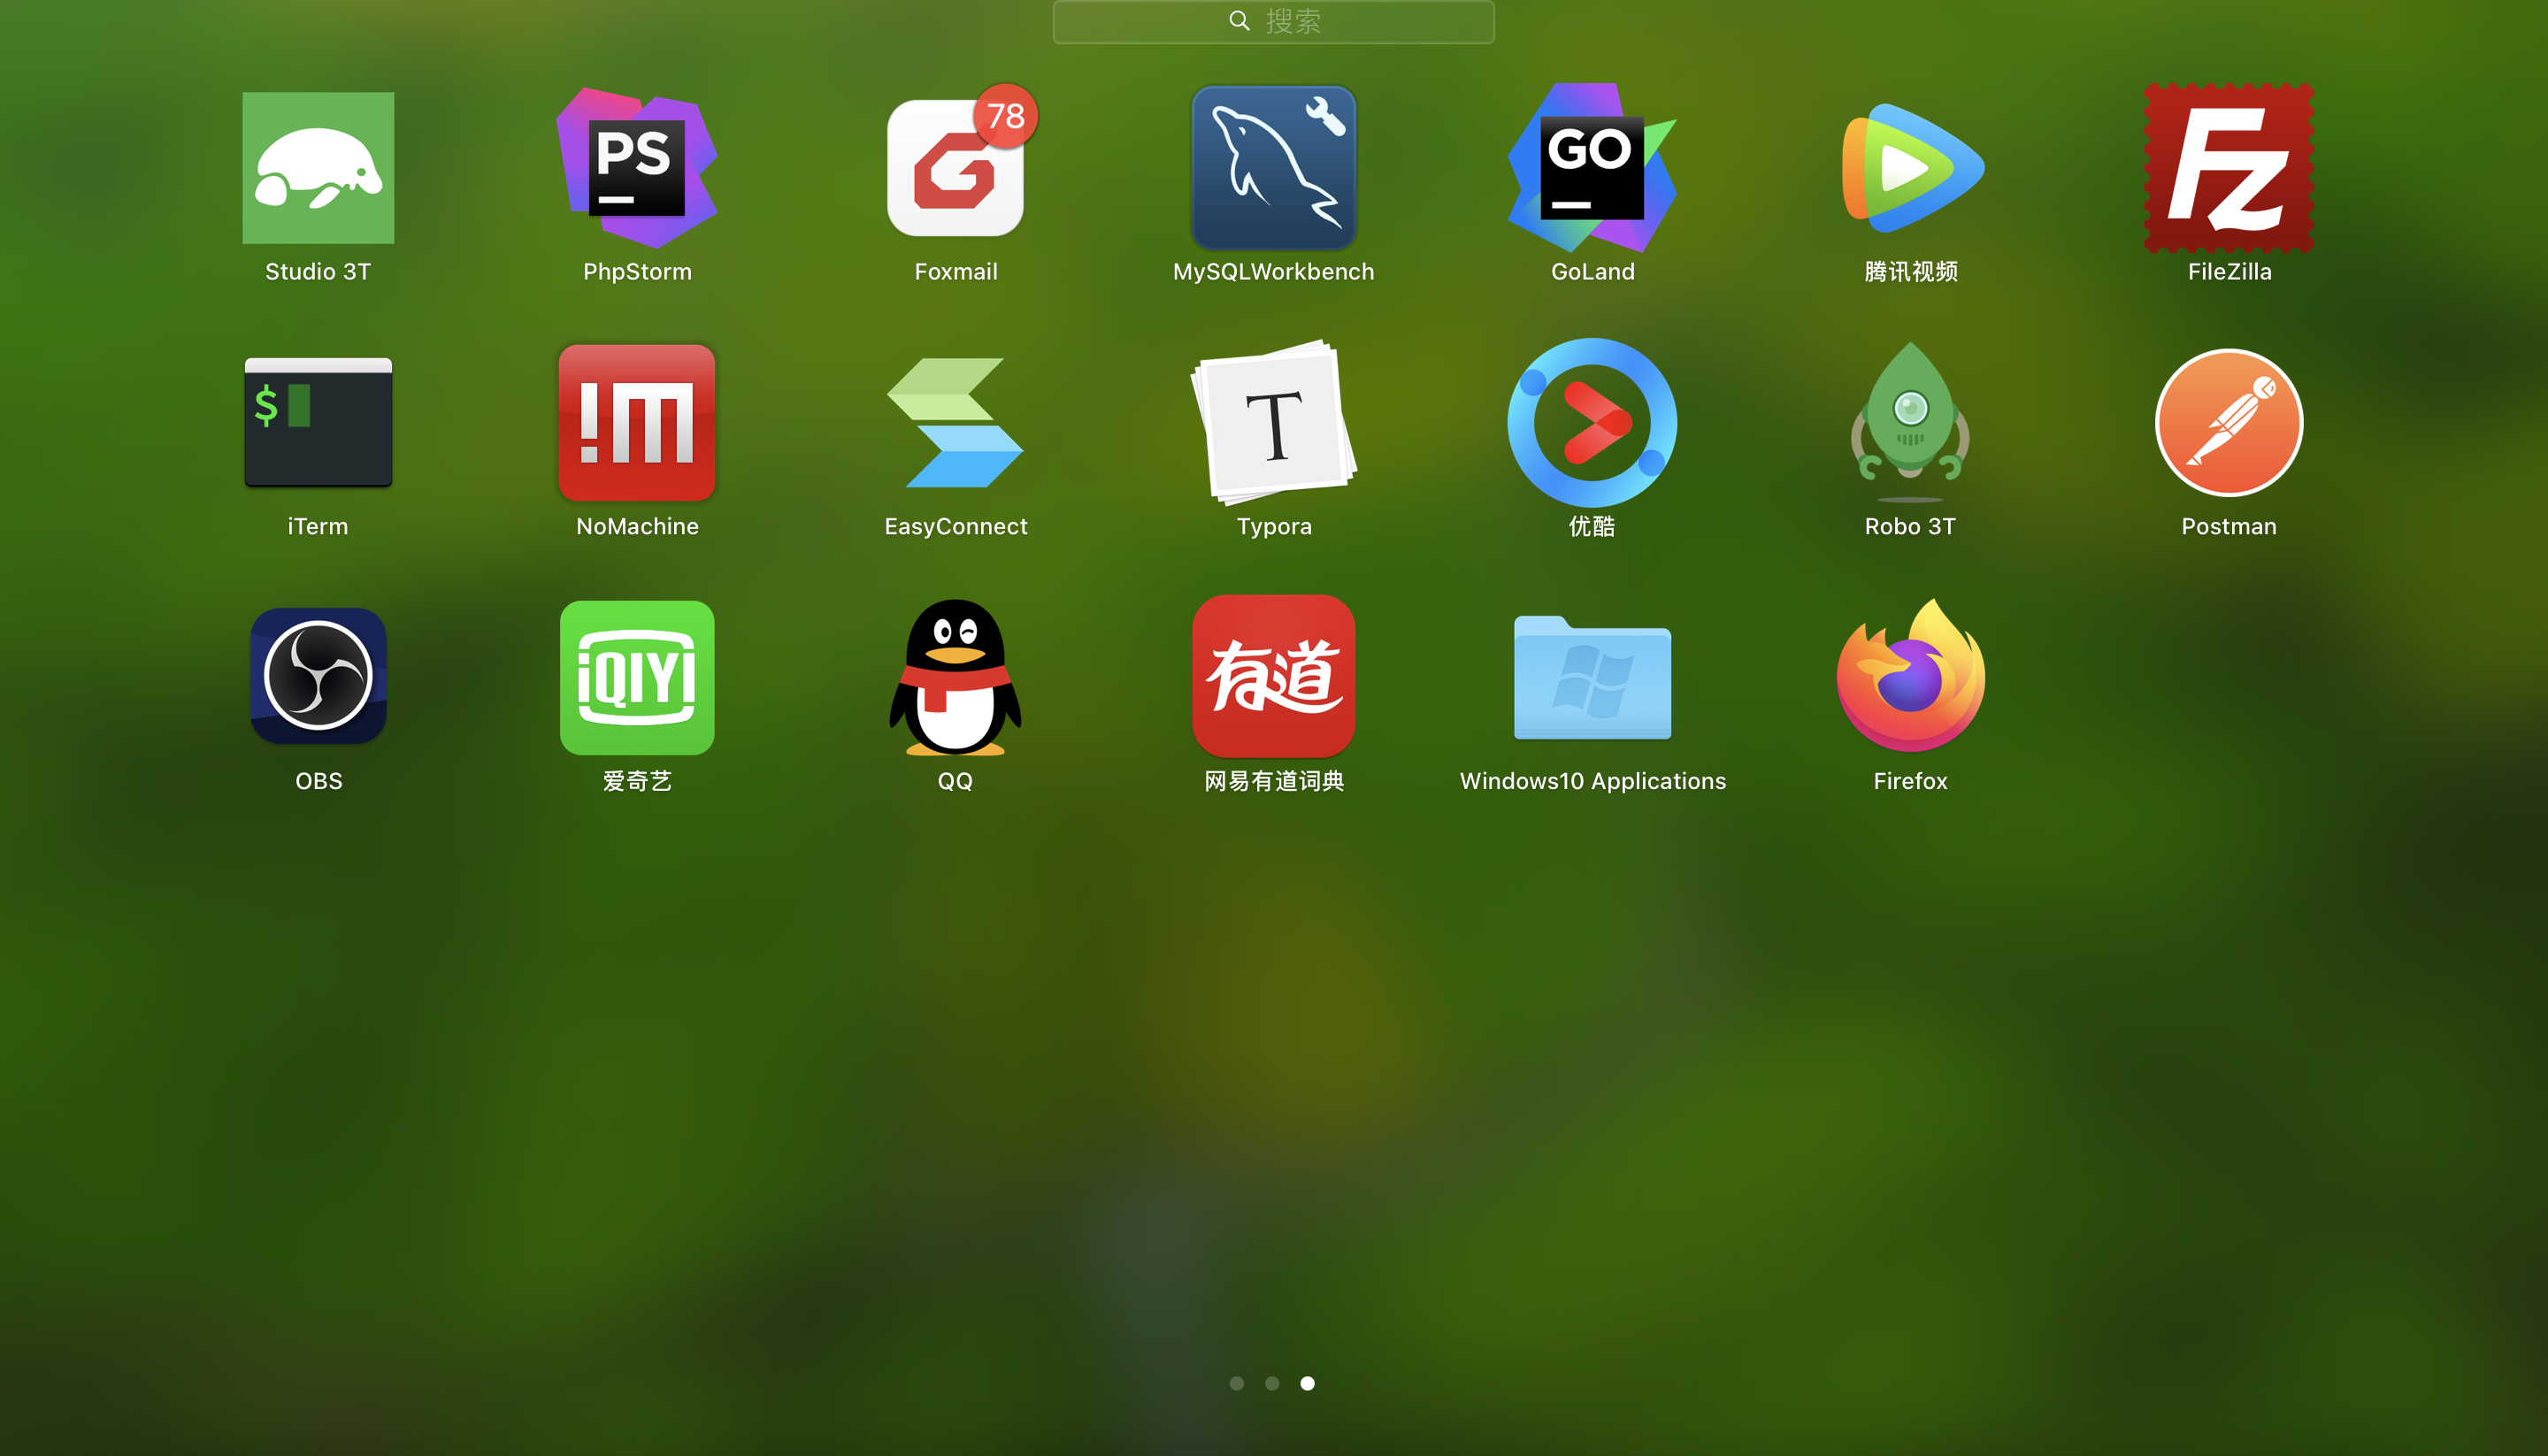 搜索
PS
78
GO
FZ
Studio 3T
PhpStorm
Foxmail
MySQLWorkbench
GoLand
腾讯视频
FileZilla
$
!M
T
iTerm
NoMachine
EasyConnect
Typora
优酷
Robo 3T
Postman
iQIYI
有道
OBS
爱奇艺
QQ
网易有道词典
Windows10 Applications
Firefox